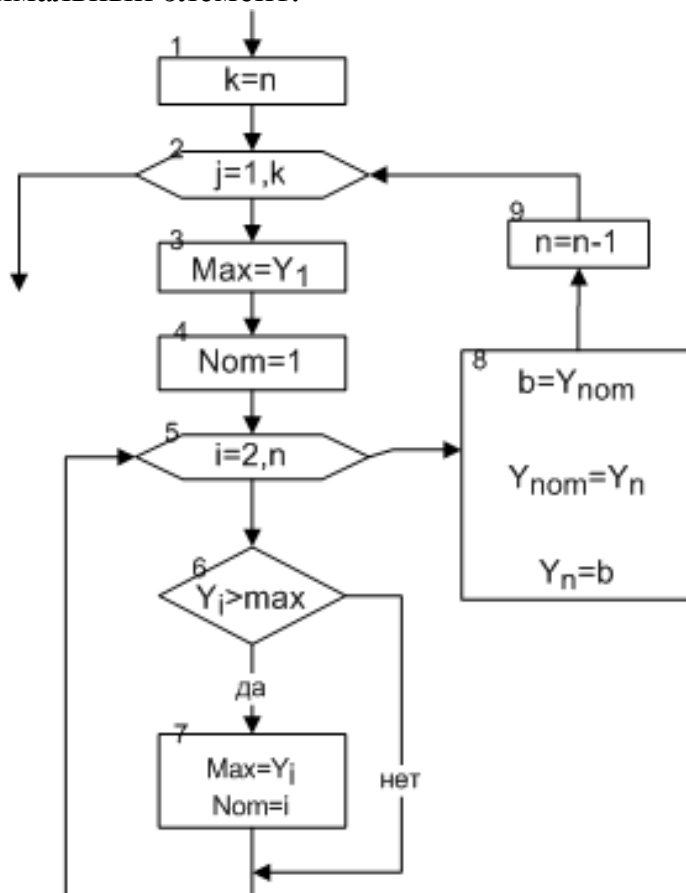 элемент.
1
k=n
2
j=1,k
9
n=n-1
3
Max=Y1
4
Nom=1
8
b=Ynom
5
i=2,n
Ynom=Yn
Yn=b
6
Yi>max
да
7
Max=Yi
Nom=i
нет